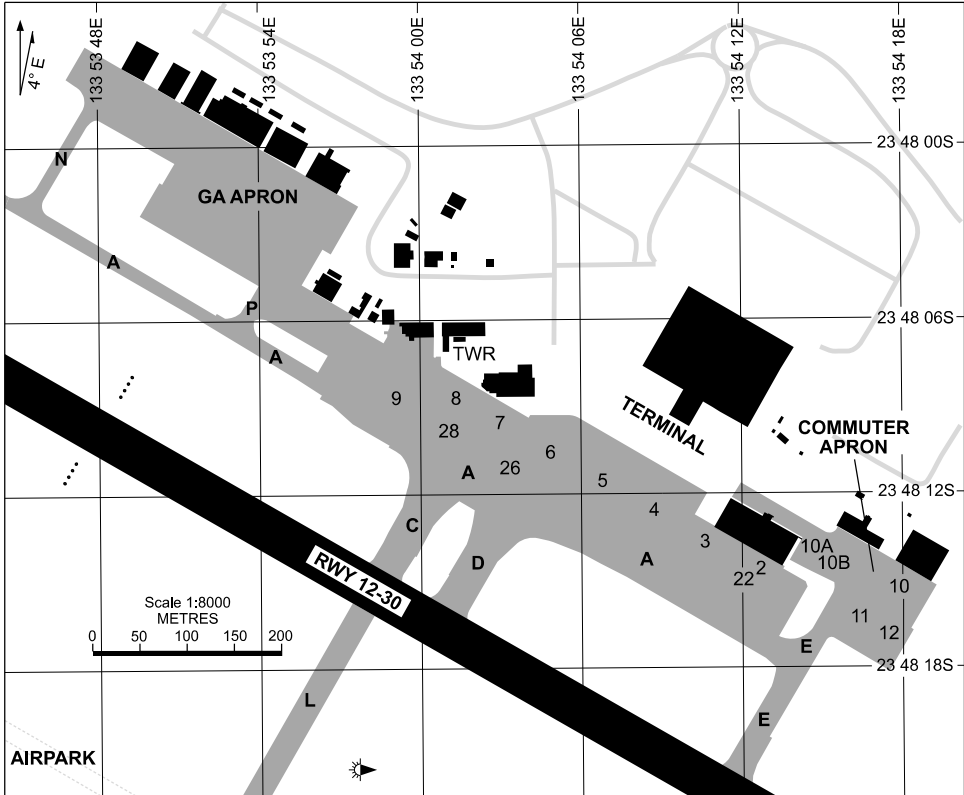 133 53 48E
133 53 54E
133 54 00E
133 54 06E
133 54 12E
133 54 18E
4° E
23 48 00S
N
GA APRON
A
P
23 48 06S
A
TWR
9
8
7
28
6
26
A
5
4
TERMINAL
COMMUTER
APRON
23 48 12S
C
D
A
3
2
22
10A
10B
10
11
12
RWY 12-30
Scale 1:8000
METRES
0 50 100 150 200
E
23 48 18S
L
E
AIRPARK